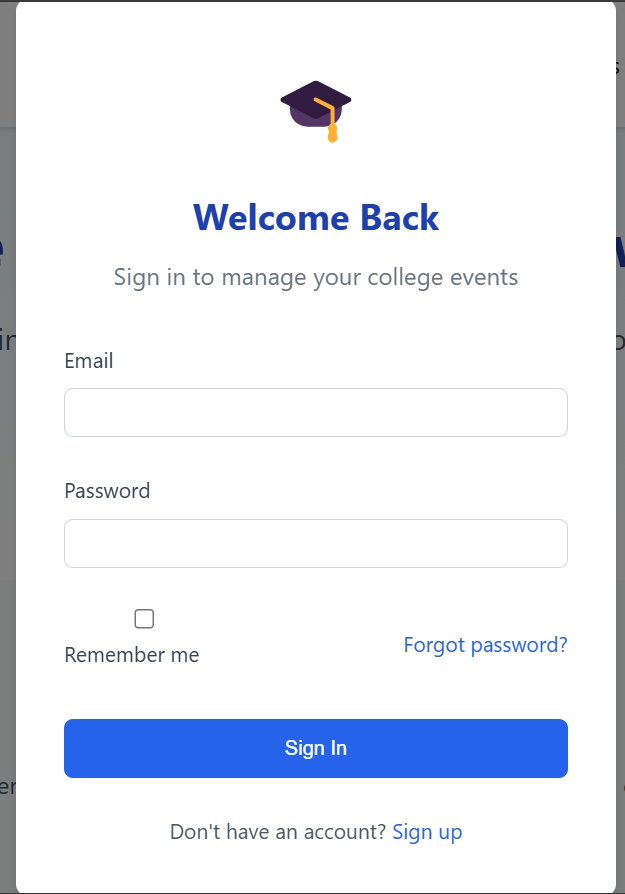 Welcome Back
Sign in to manage your college events
Email
Password
Remember me
Forgot password?
Sign In
Don't have an account? Sign up